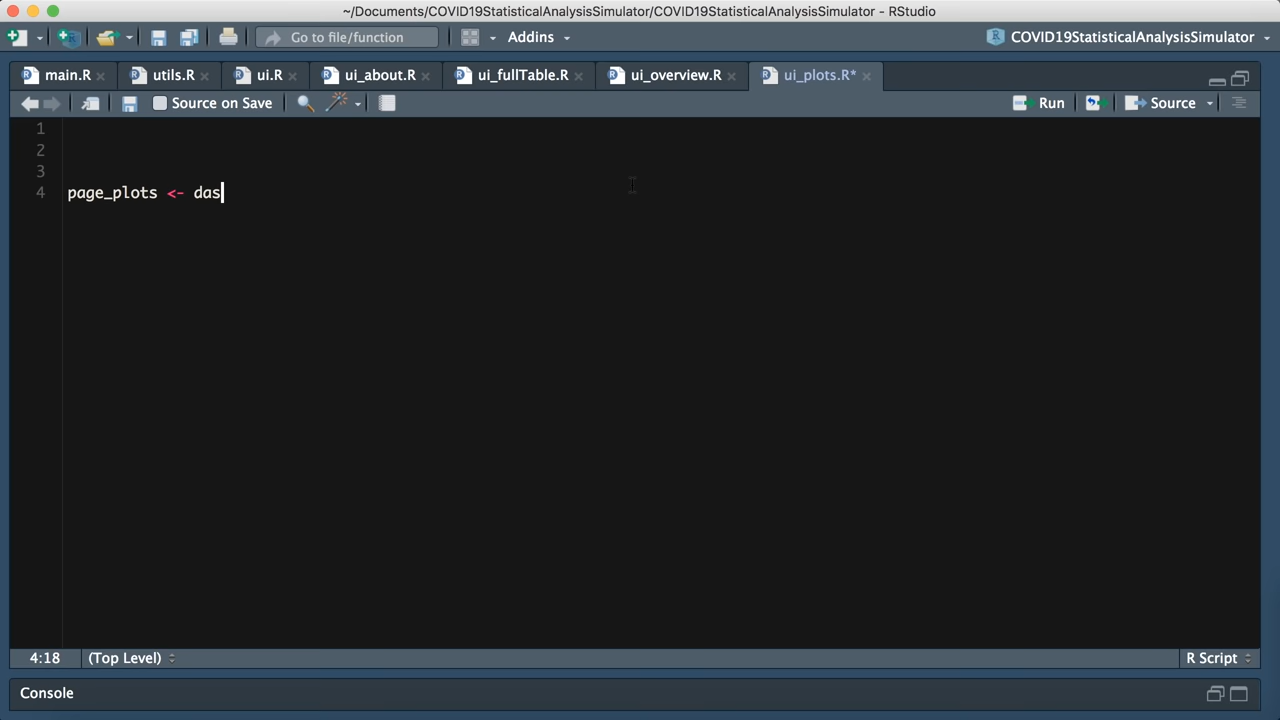 ~/Documents/COVID19StatisticalAnalysisSimulator/COVID19StatisticalAnalysisSimulator - RStudio
Go to file/function Addins COVID19StatisticalAnalysisSimulator
main.R utils.R ui.R ui_about.R ui_fullTable.R ui_overview.R ui_plots.R*
Source on Save Run Source
1
2
3
4 page_plots <- das
4:18 (Top Level) R Script
Console